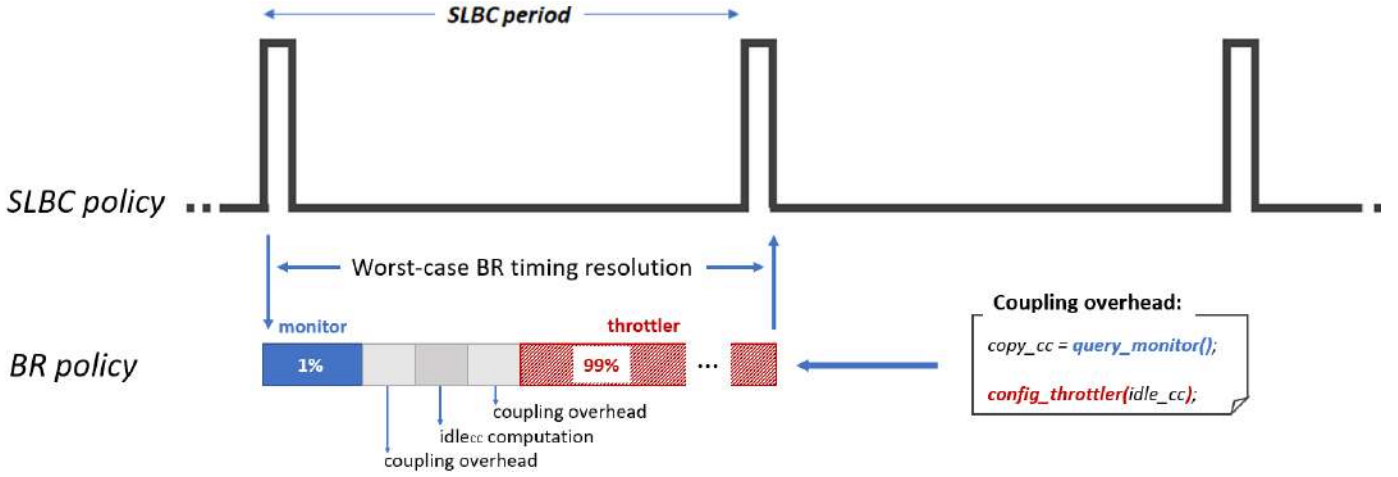 SLBC period
SLBC policy
Worst-case BR timing resolution
monitor
throttler
BR policy
1%
99%
...
coupling overhead
idlecc computation
coupling overhead
Coupling overhead:
copy_cc = query_monitor();
config_throttler(idle_cc);